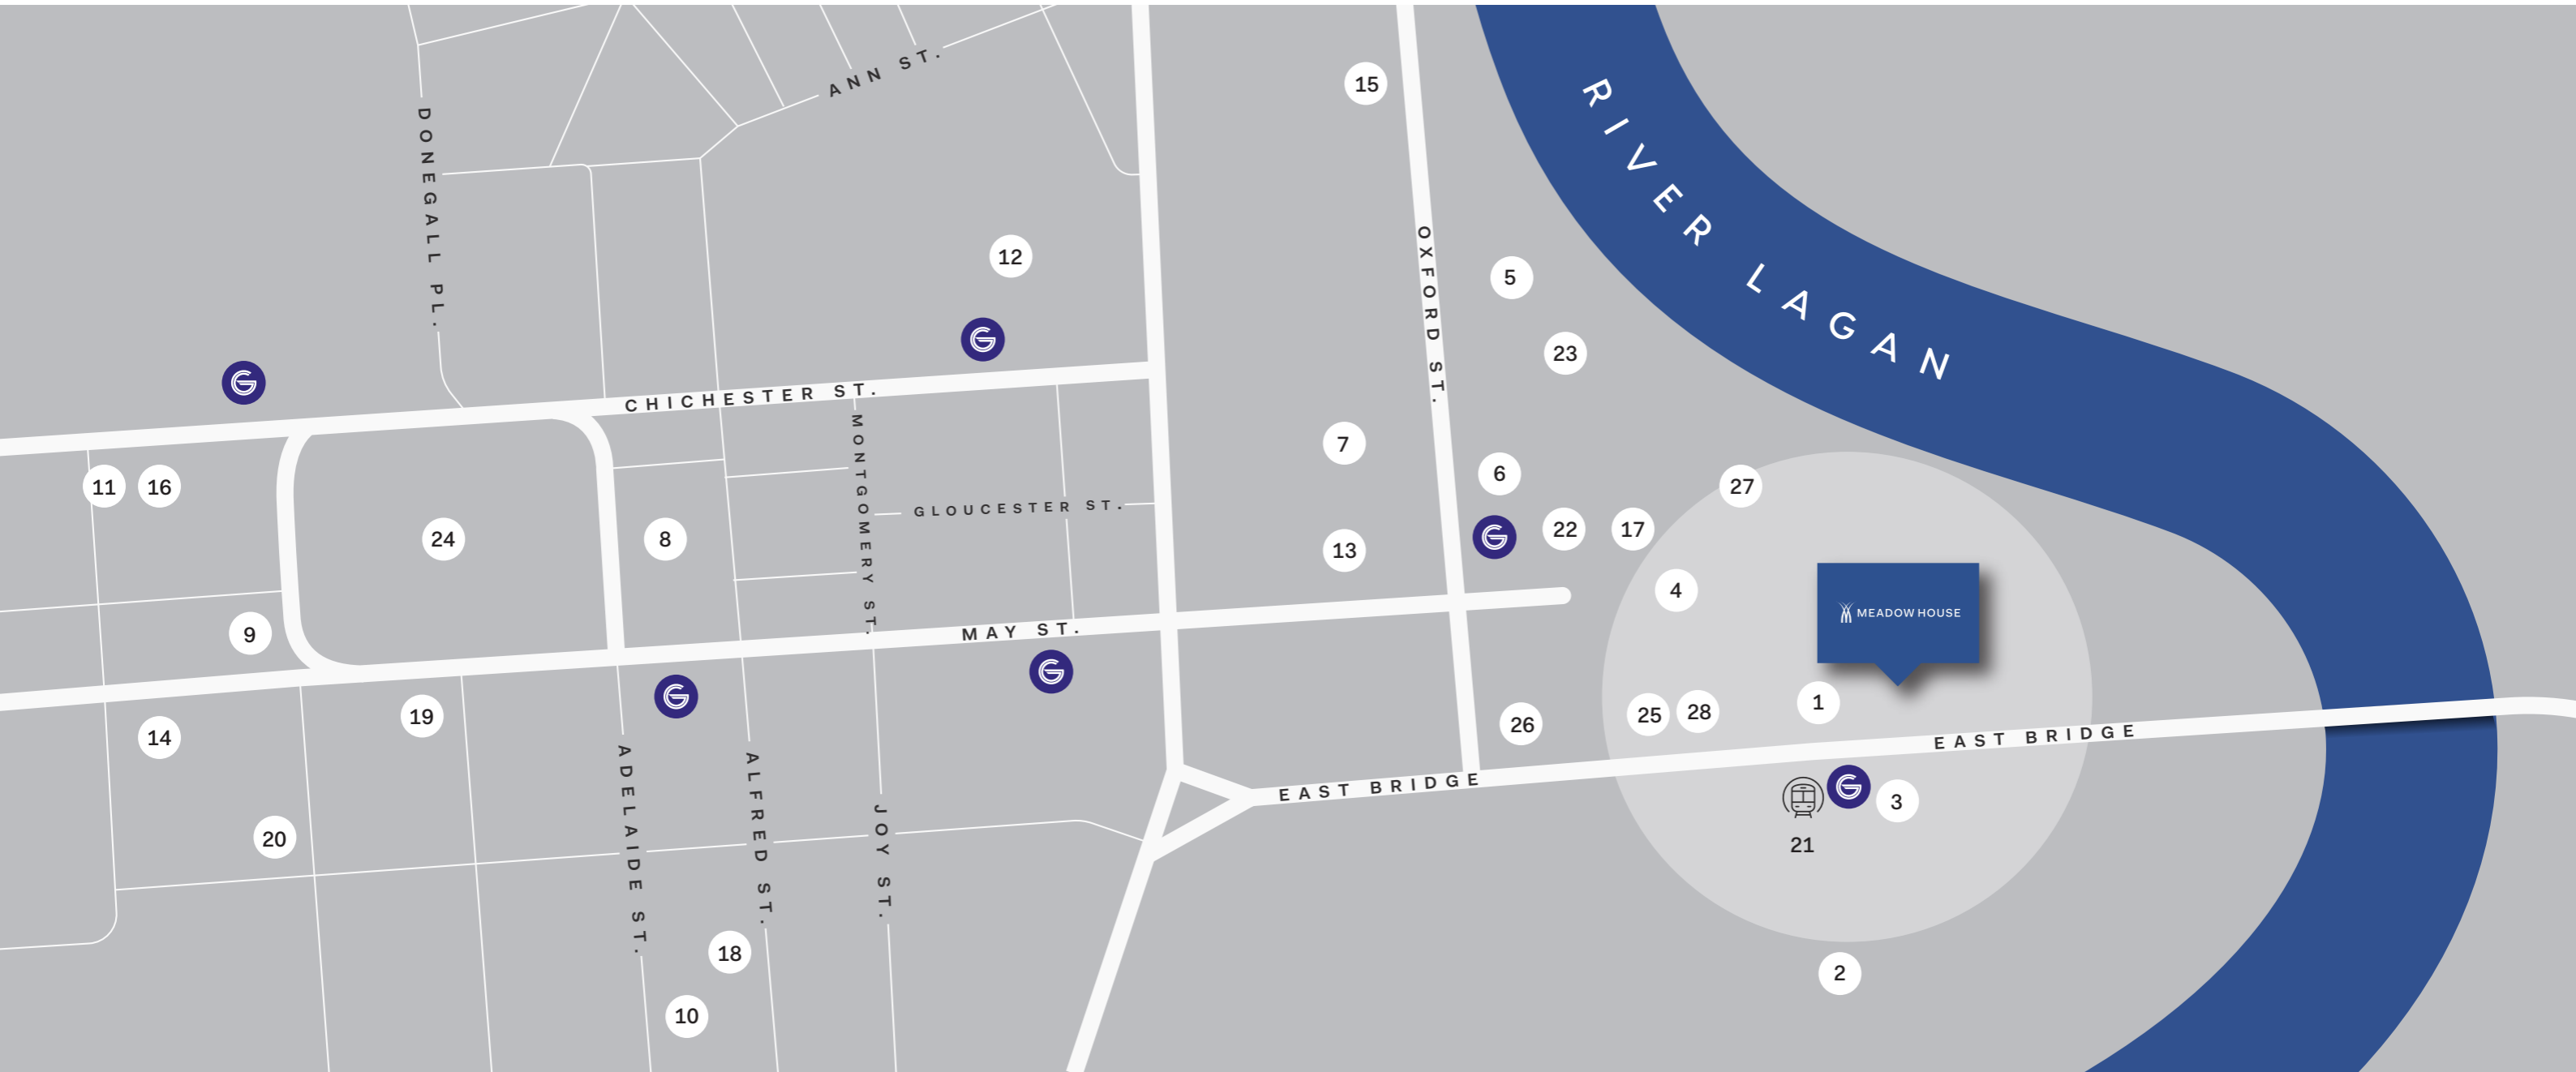 ANN ST.
15
RIVER LAGAN
DONEGALL PL.
12
OXFORD ST.
5
G
23
G
CHICHESTER ST.
7
6
11
16
27
MONTGOMERY ST.
GLOUCESTER ST.
24
8
13
G
22
17
4
MEADOW HOUSE
9
MAY ST.
G
G
19
14
26
25
28
1
EAST BRIDGE
EAST BRIDGE
G
3
21
20
ADELAIDE ST.
ALFRED ST.
JOY ST.
18
2
10